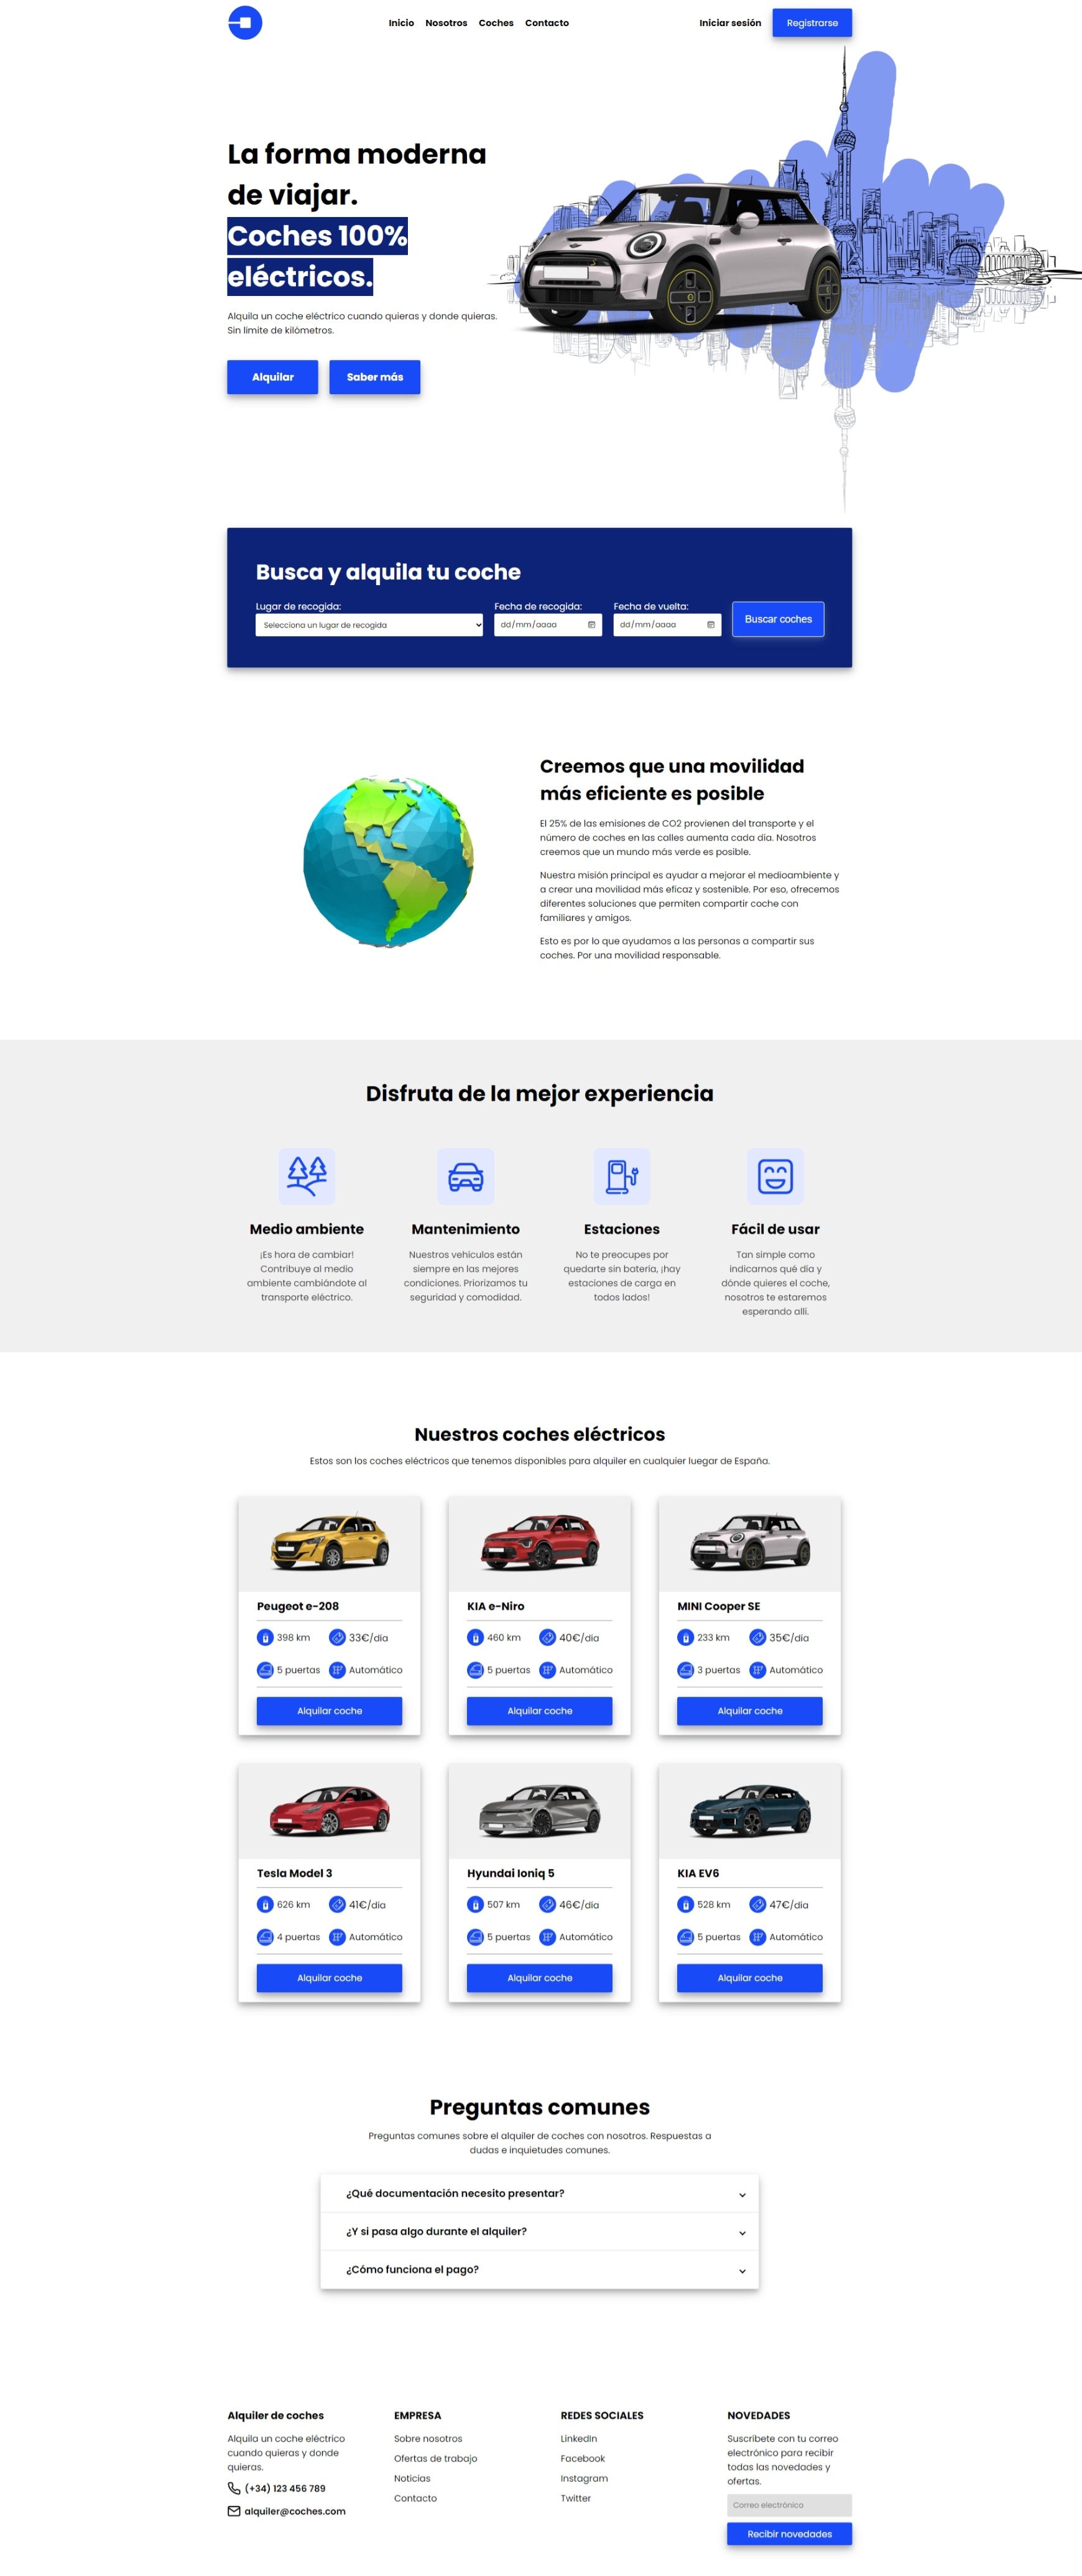 Inicio Nosotros Coches Contacto
Iniciar sesión
Registrarse
La forma moderna
de viajar.
Coches 100%
eléctricos.
Alquila un coche eléctrico cuando quieras y donde quieras.
Sin límite de kilómetros.
Alquilar
Saber más
Busca y alquila tu coche
Lugar de recogida:
Selecciona un lugar de recogida
Fecha de recogida:
dd/mm/aaaa
Fecha de vuelta:
dd/mm/aaaa
Buscar coches
Creemos que una movilidad
más eficiente es posible
El 25% de las emisiones de CO2 provienen del transporte y el
número de coches en las calles aumenta cada día. Nosotros
creemos que un mundo más verde es posible.
Nuestra misión principal es ayudar a mejorar el medioambiente y
a crear una movilidad más eficaz y sostenible. Por eso, ofrecemos
diferentes soluciones que permiten compartir coche con
familiares y amigos.
Esto es por lo que ayudamos a las personas a compartir sus
coches. Por una movilidad responsable.
Disfruta de la mejor experiencia
Medio ambiente
¡Es hora de cambiar!
Contribuye al medio
ambiente cambiándote al
transporte eléctrico.
Mantenimiento
Nuestros vehículos están
siempre en las mejores
condiciones. Priorizamos tu
seguridad y comodidad.
Estaciones
No te preocupes por
quedarte sin batería, ¡hay
estaciones de carga en
todos lados!
Fácil de usar
Tan simple como
indicarnos qué día y
dónde quieres el coche,
nosotros te estaremos
esperando allí.
Nuestros coches eléctricos
Estos son los coches eléctricos que tenemos disponibles para alquiler en cualquier luegar de España.
Peugeot e-208
398 km
33€/día
5 puertas
Automático
Alquilar coche
KIA e-Niro
460 km
40€/día
5 puertas
Automático
Alquilar coche
MINI Cooper SE
233 km
35€/día
3 puertas
Automático
Alquilar coche
Tesla Model 3
626 km
41€/día
4 puertas
Automático
Alquilar coche
Hyundai Ioniq 5
507 km
46€/día
5 puertas
Automático
Alquilar coche
KIA EV6
528 km
47€/día
5 puertas
Automático
Alquilar coche
Preguntas comunes
Preguntas comunes sobre el alquiler de coches con nosotros. Respuestas a
dudas e inquietudes comunes.
¿Qué documentación necesito presentar?
¿Y si pasa algo durante el alquiler?
¿Cómo funciona el pago?
Alquiler de coches
Alquila un coche eléctrico
cuando quieras y donde
quieras.
(+34) 123 456 789
alquiler@coches.com
EMPRESA
Sobre nosotros
Ofertas de trabajo
Noticias
Contacto
REDES SOCIALES
LinkedIn
Facebook
Instagram
Twitter
NOVEDADES
Suscríbete con tu correo
electrónico para recibir
todas las novedades y
ofertas.
Correo electrónico
Recibir novedades